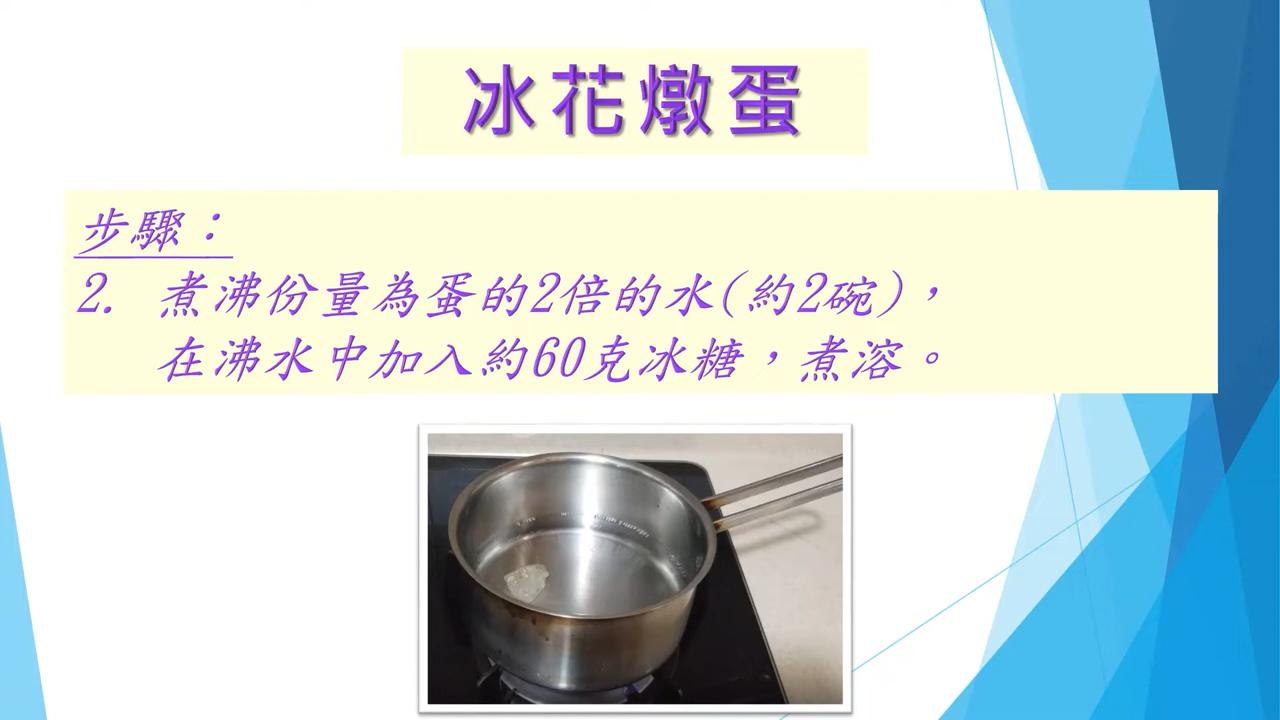 冰花燉蛋
步驟：
2. 煮沸份量為蛋的2倍的水(約2碗)，
在沸水中加入約60克冰糖，煮溶。